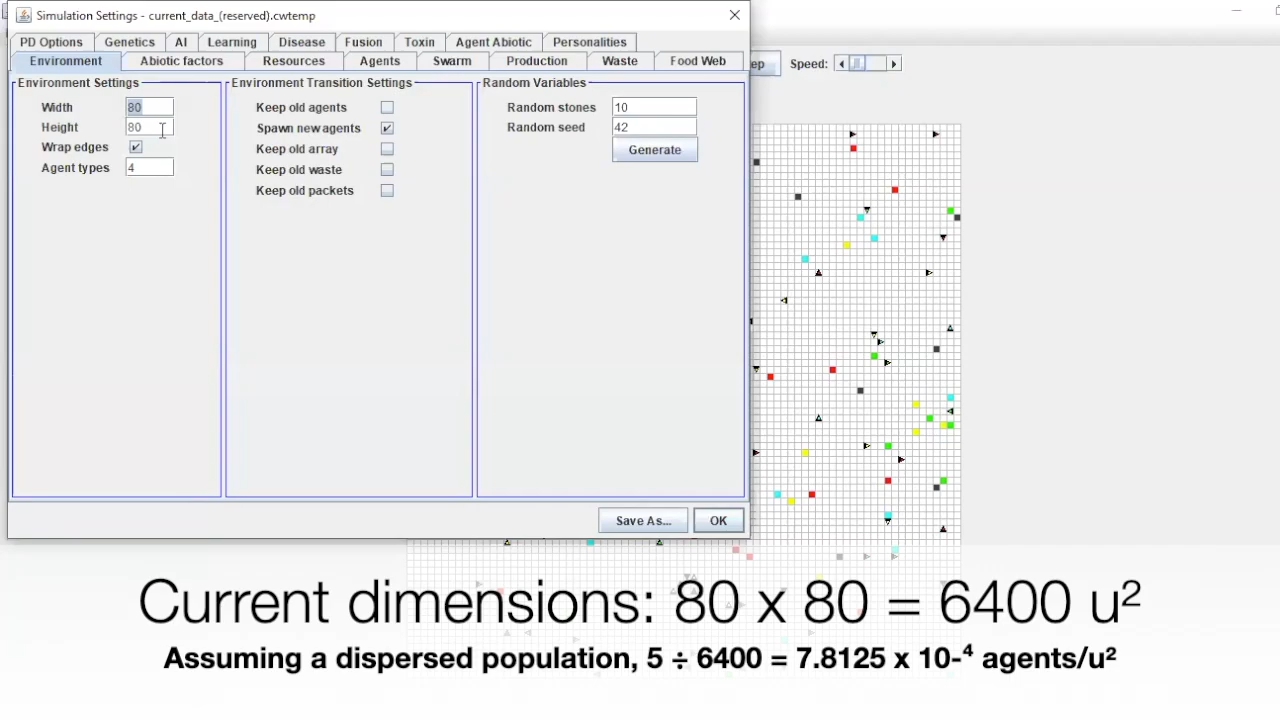 Simulation Settings - current_data_(reserved).cwtemp
PD Options Genetics AI Learning Disease Fusion Toxin Agent Abiotic Personalities
Environment Abiotic factors Resources Agents Swarm Production Waste Food Web
ep Speed:
Environment Settings
Width 80
Height 80
Wrap edges
Agent types 4
Environment Transition Settings
Keep old agents
Spawn new agents
Keep old array
Keep old waste
Keep old packets
Random Variables
Random stones 10
Random seed 42
Generate
Save As... OK
Current dimensions: 80 x 80 = 6400 u²
Assuming a dispersed population, 5 ÷ 6400 = 7.8125 x 10-⁴ agents/u²